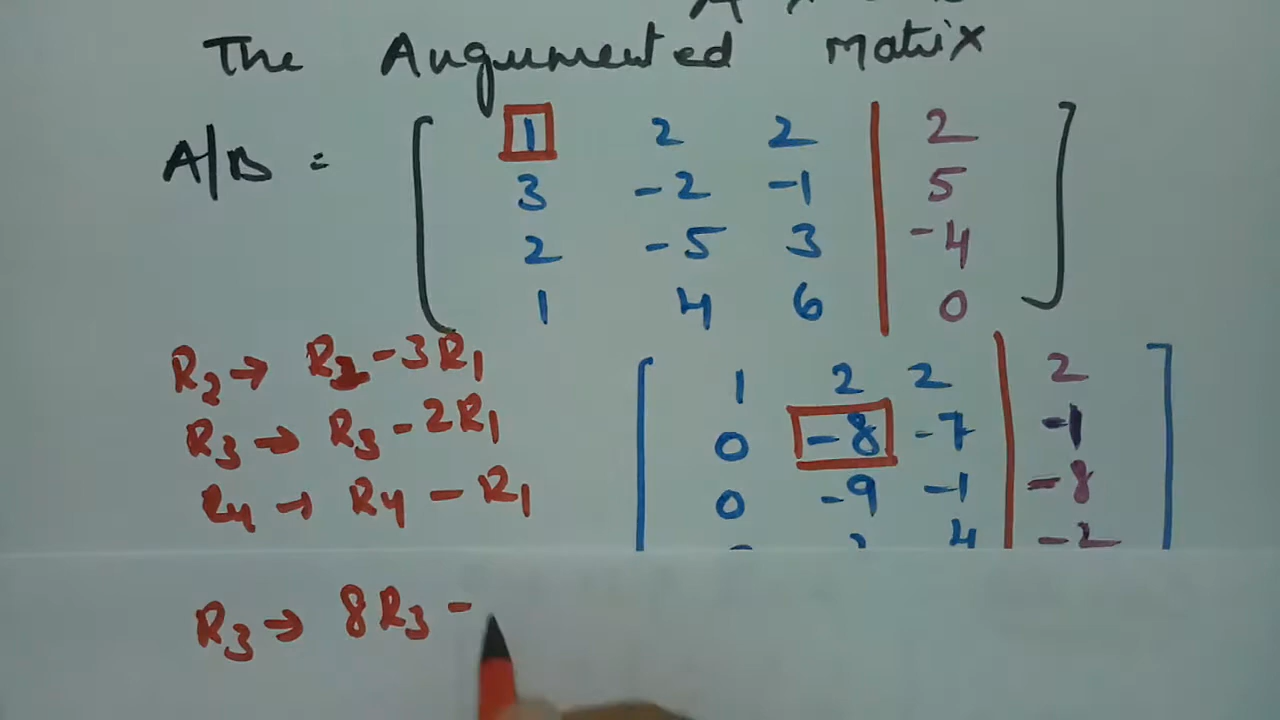 The Augumented matrix
A/B = 1 2 2 2
3 -2 -1 5
2 -5 3 -4
1 4 6 0
R2 → R2 - 3R1
R3 → R3 - 2R1
R4 → R4 - R1
1 2 2 2
0 -8 -7 -1
0 -9 -1 -8
4 -2
R3 → 8R3 -